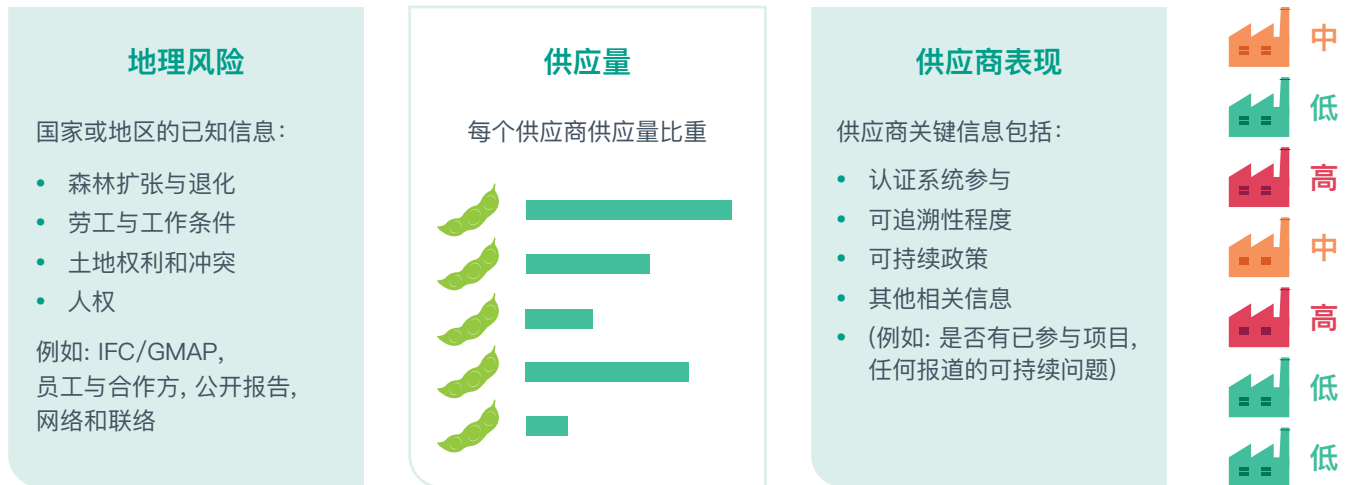 地理风险
国家或地区的已知信息：
• 森林扩张与退化
• 劳工与工作条件
• 土地权利和冲突
• 人权
例如: IFC/GMAP,
员工与合作方, 公开报告,
网络和联络
供应量
每个供应商供应量比重
供应商表现
供应商关键信息包括：
• 认证系统参与
• 可追溯性程度
• 可持续政策
• 其他相关信息
• (例如: 是否有已参与项目,
任何报道的可持续问题)
中
低
高
中
高
低
低